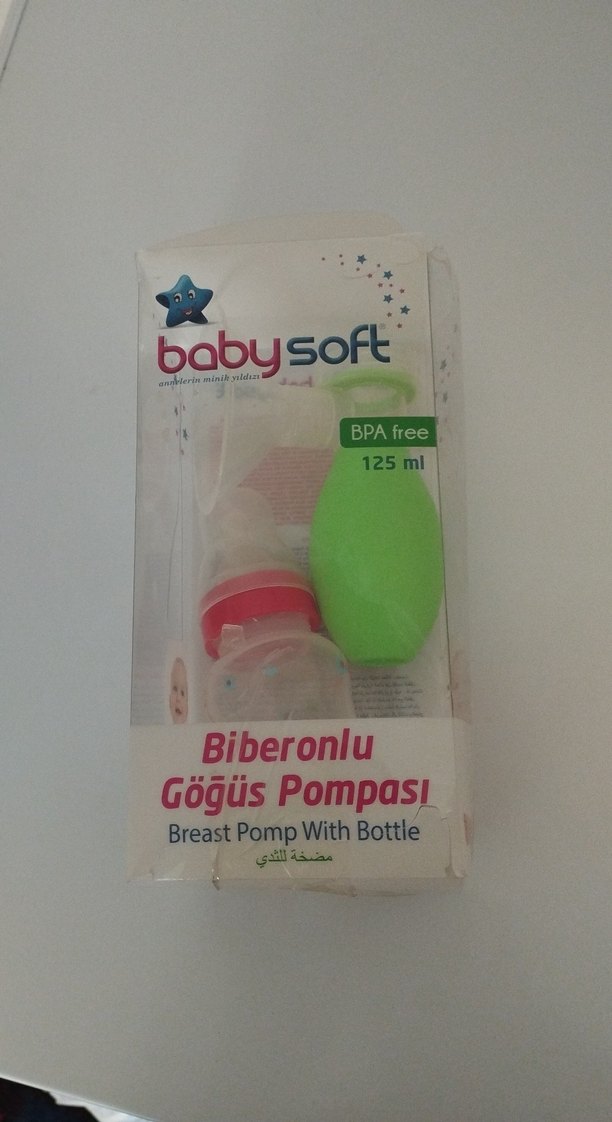 babysoft®
annelerin minik yıldızı
BPA free
125 ml
Biberonlu
Göğüs Pompası
Breast Pomp With Bottle
مضخة للثدي